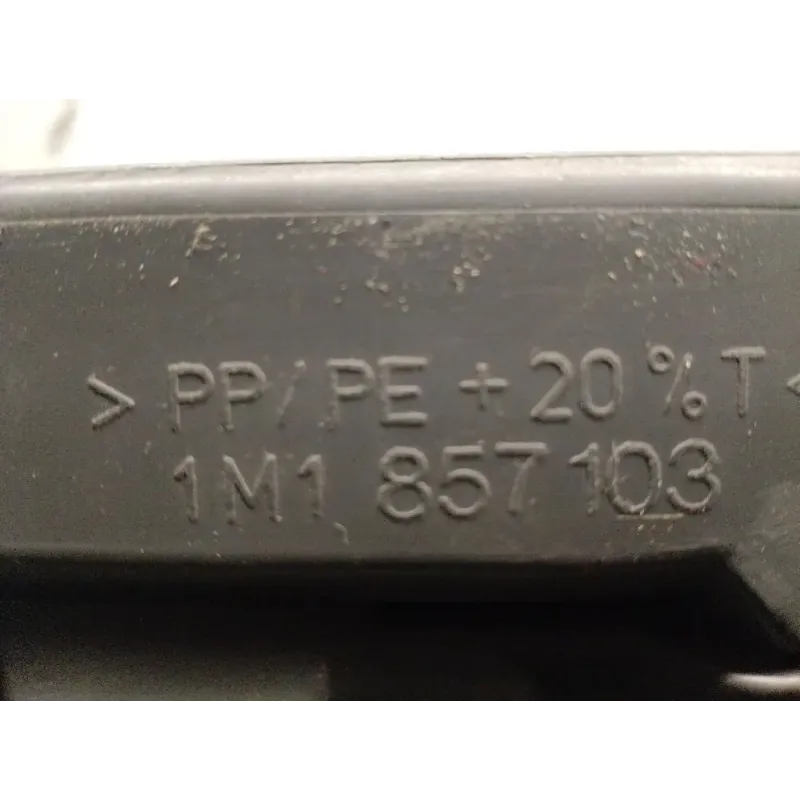 > PP/PE + 20 % T <
1M1 857 103